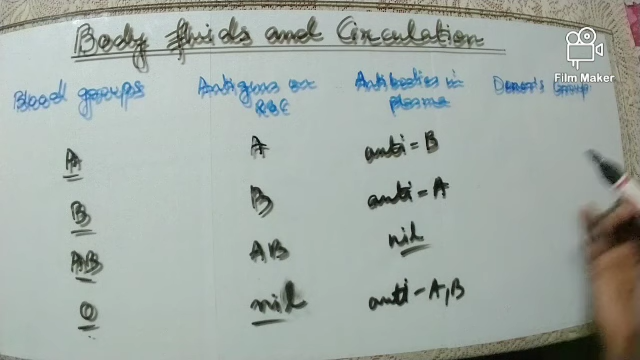 Body fluids and Circulation
Film Maker
Blood groups Antigens on RBC Antibodies in plasma Donor's Group
A A anti - B
B B anti - A
AB AB nil
O nil anti - A,B